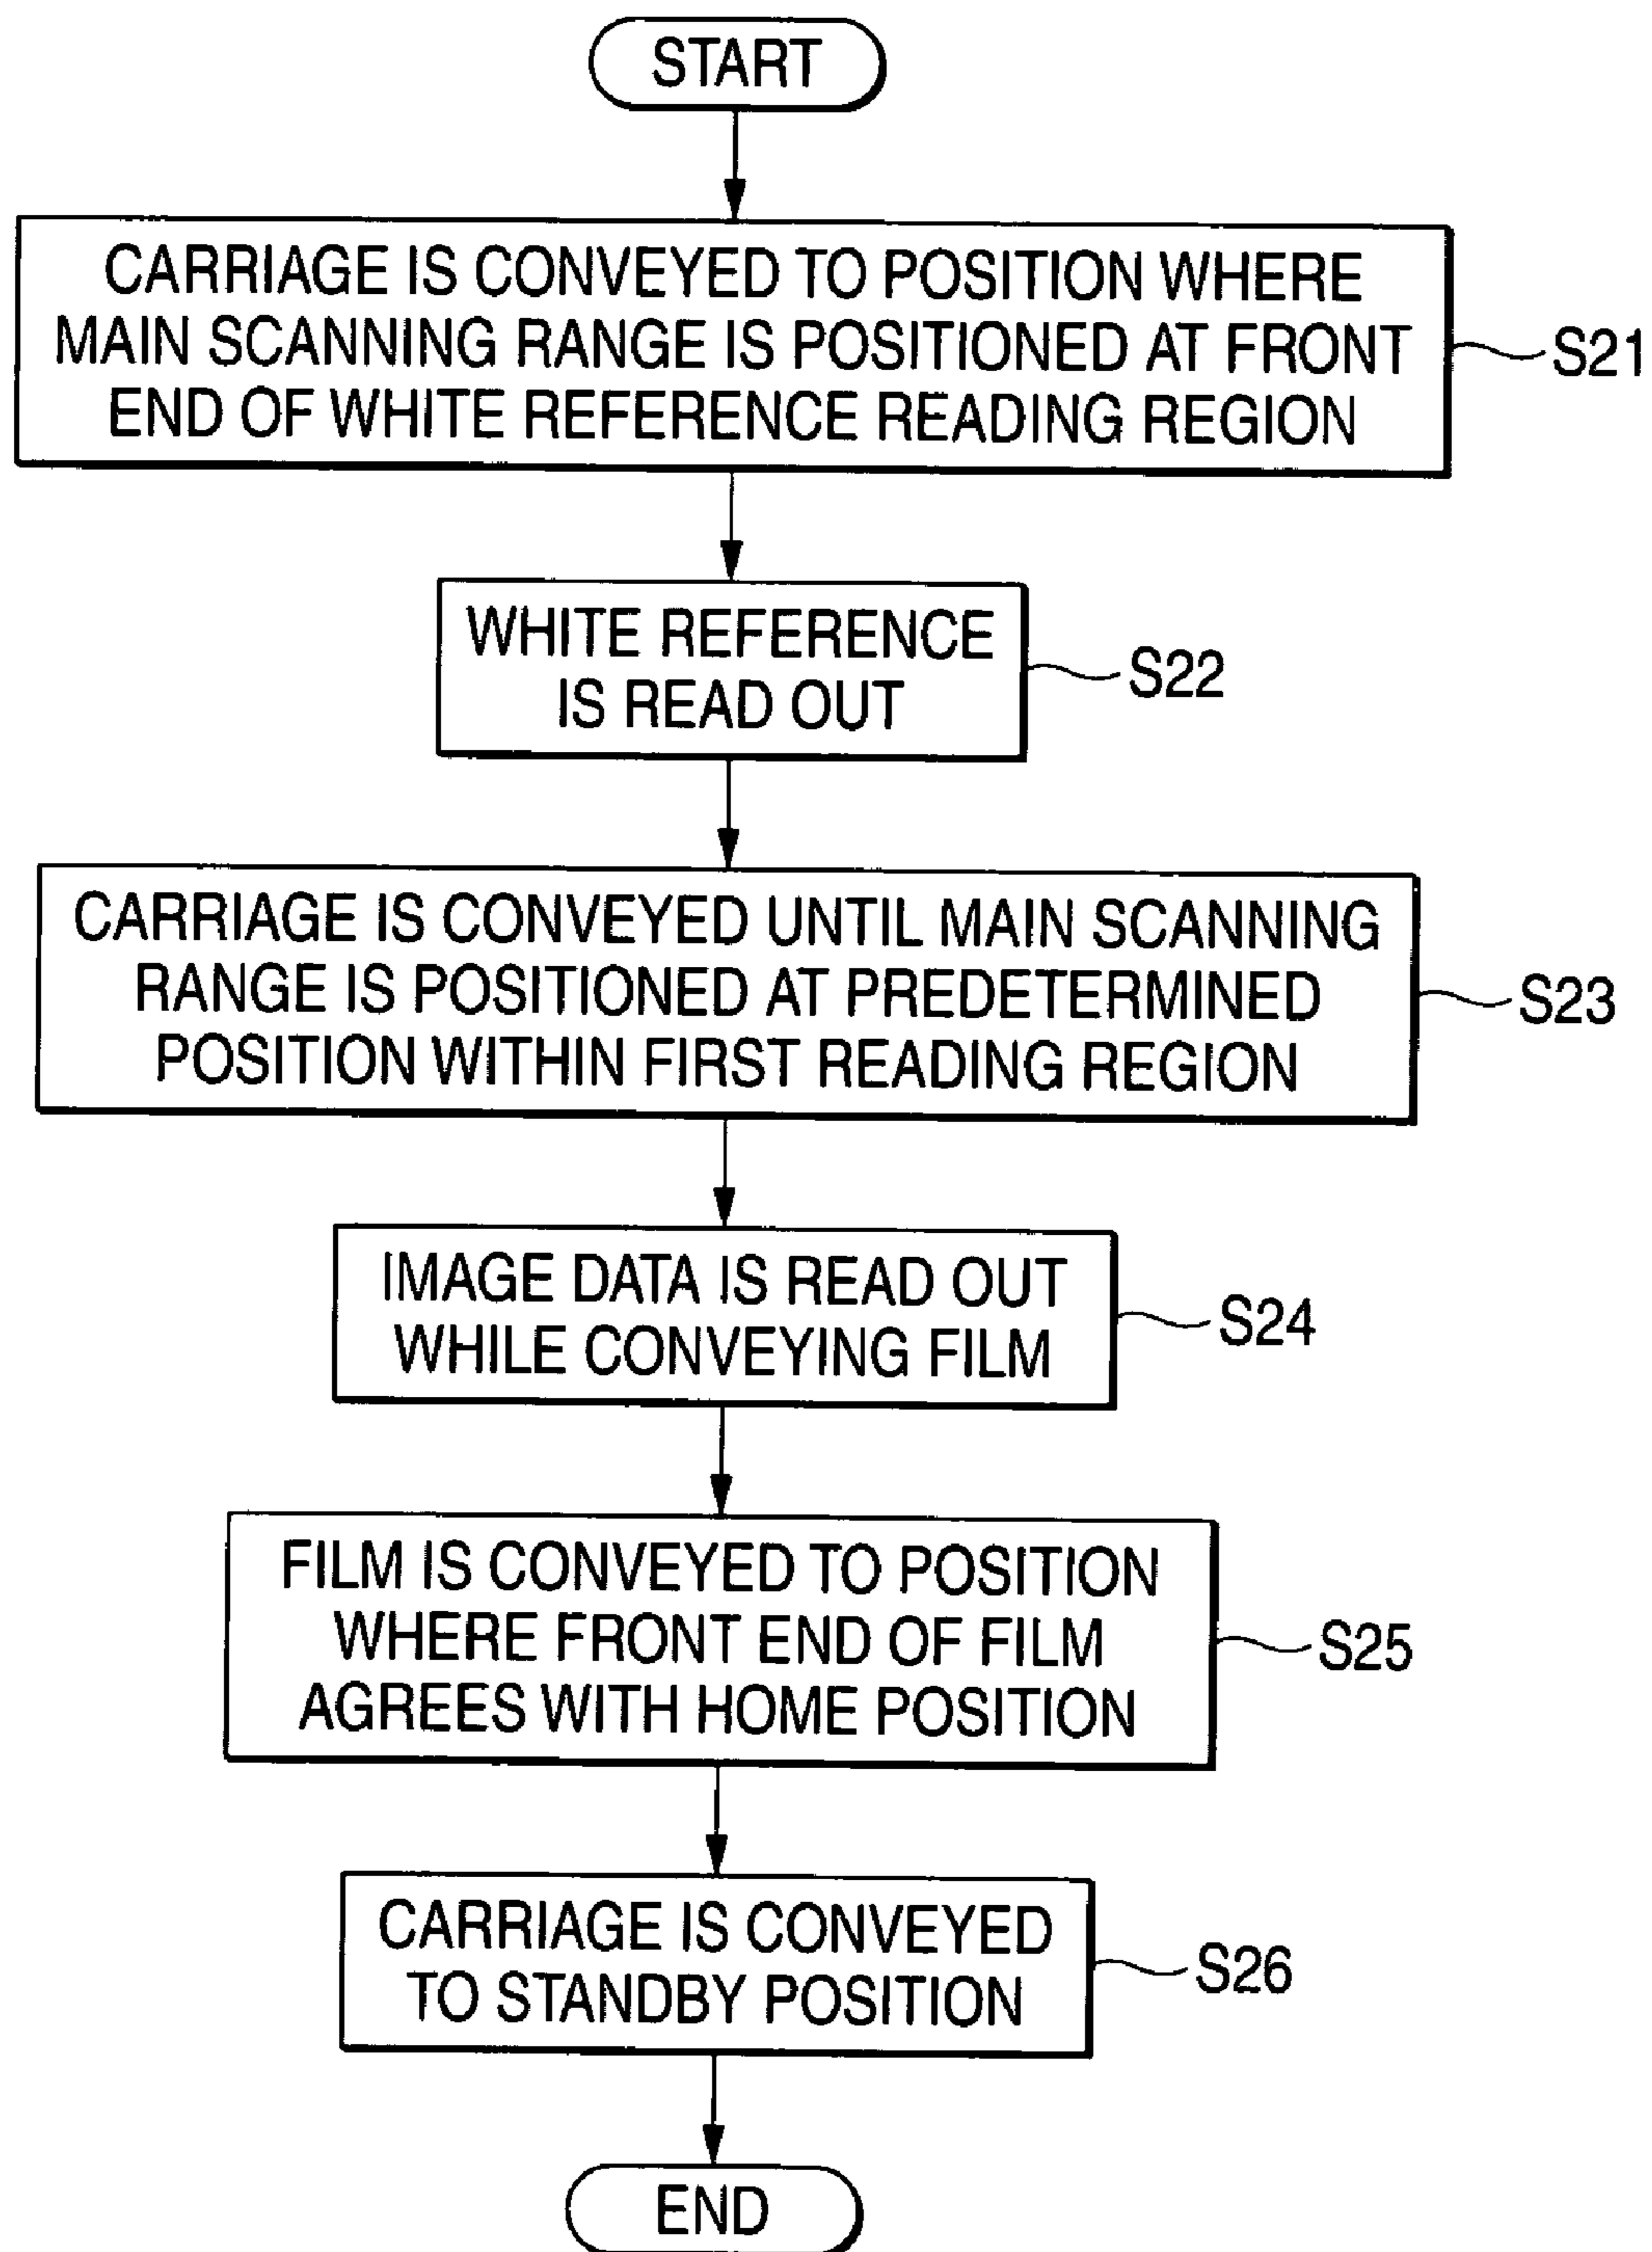 START
CARRIAGE IS CONVEYED TO POSITION WHERE
MAIN SCANNING RANGE IS POSITIONED AT FRONT
END OF WHITE REFERENCE READING REGION
S21
WHITE REFERENCE
IS READ OUT
S22
CARRIAGE IS CONVEYED UNTIL MAIN SCANNING
RANGE IS POSITIONED AT PREDETERMINED
POSITION WITHIN FIRST READING REGION
S23
IMAGE DATA IS READ OUT
WHILE CONVEYING FILM
S24
FILM IS CONVEYED TO POSITION
WHERE FRONT END OF FILM
AGREES WITH HOME POSITION
S25
CARRIAGE IS CONVEYED
TO STANDBY POSITION
S26
END